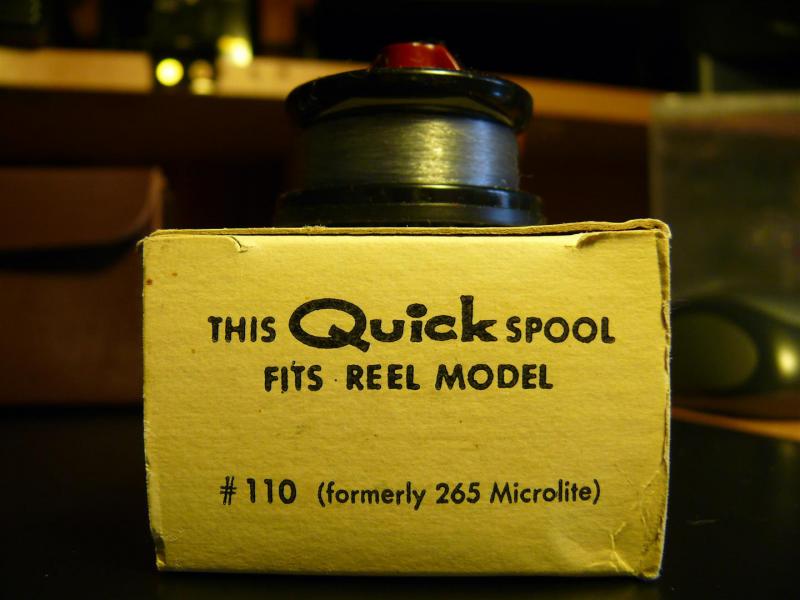 THIS Quick SPOOL
FITS REEL MODEL
#110 (formerly 265 Microlite)